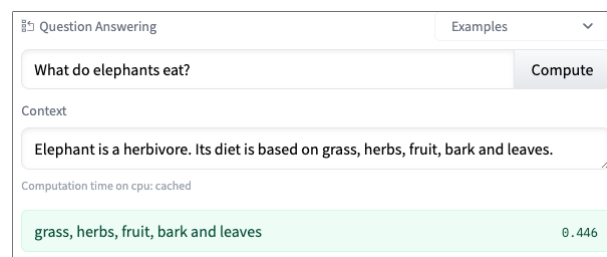 Question Answering
Examples
What do elephants eat?
Compute
Context
Elephant is a herbivore. Its diet is based on grass, herbs, fruit, bark and leaves.
Computation time on cpu: cached
grass, herbs, fruit, bark and leaves
0.446